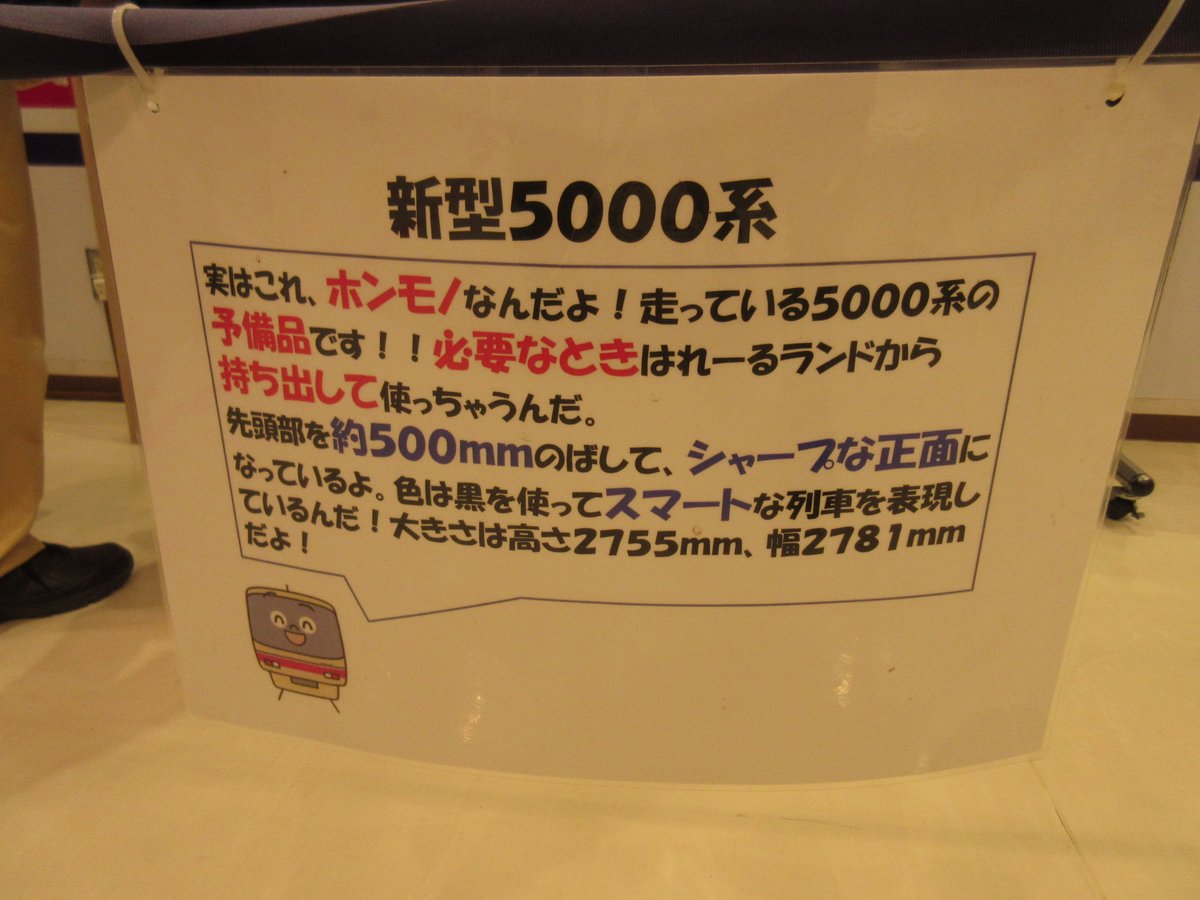 新型5000系
実はこれ、ホンモノなんだよ！走っている5000系の
予備品です！！必要なときはれーるランドから
持ち出して使っちゃうんだ。
先頭部を約500mmのばして、シャープな正面に
なっているよ。色は黒を使ってスマートな列車を表現し
ているんだ！大きさは高さ2755mm、幅2781mm
だよ！